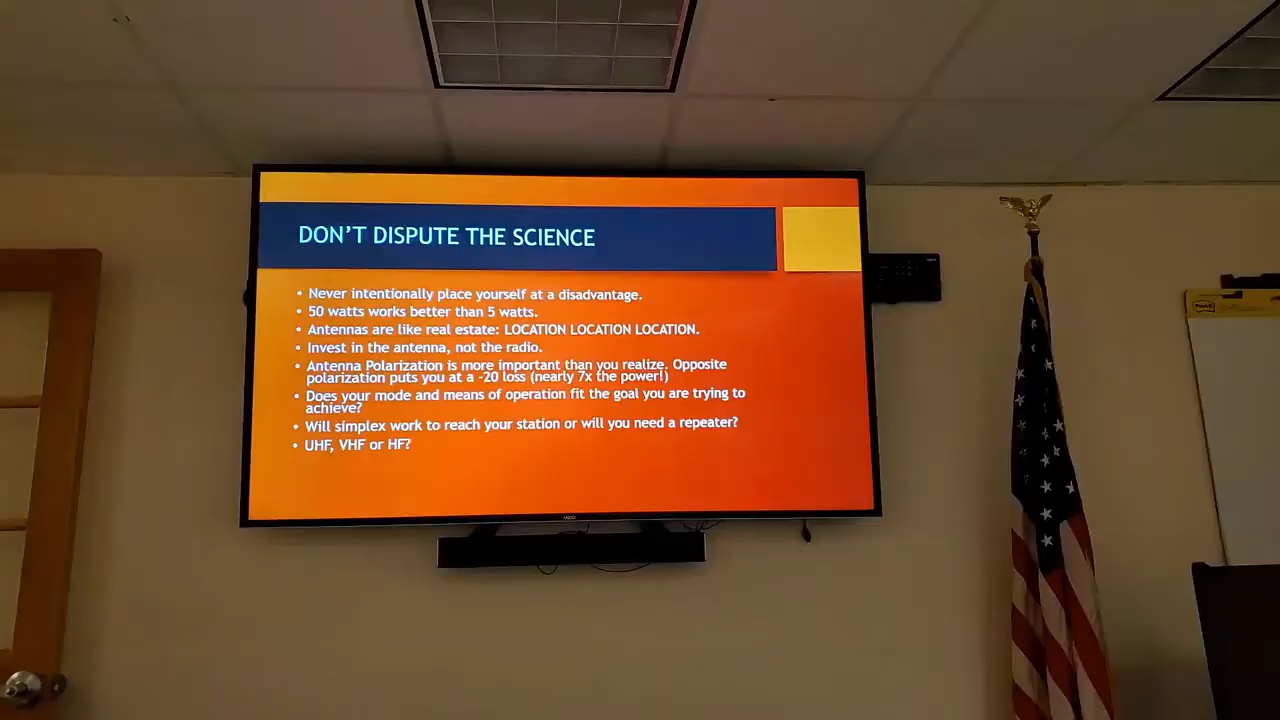 DON'T DISPUTE THE SCIENCE
• Never intentionally place yourself at a disadvantage.
• 50 watts works better than 5 watts.
• Antennas are like real estate: LOCATION LOCATION LOCATION.
• Invest in the antenna, not the radio.
• Antenna Polarization is more important than you realize. Opposite
polarization puts you at a -20 loss (nearly 7x the power!)
• Does your mode and means of operation fit the goal you are trying to
achieve?
• Will simplex work to reach your station or will you need a repeater?
• UHF, VHF or HF?
VIZIO
Post-it